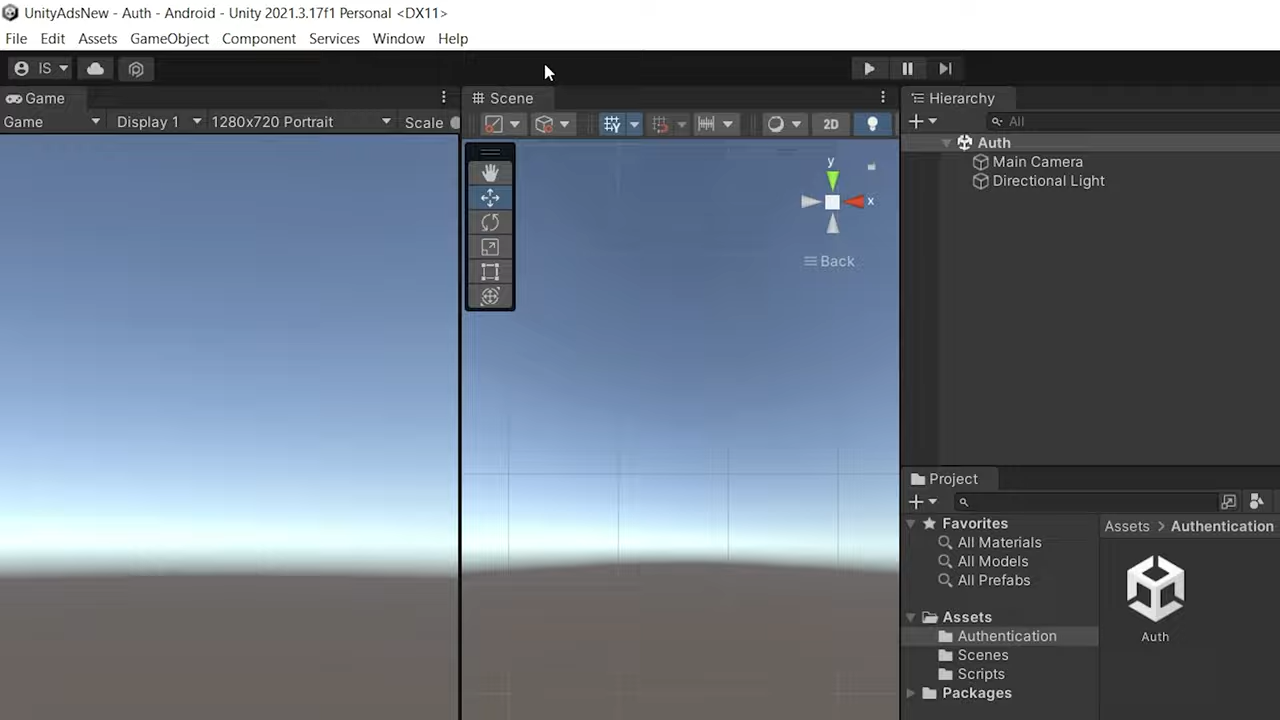 UnityAdsNew - Auth - Android - Unity 2021.3.17f1 Personal <DX11>
File Edit Assets GameObject Component Services Window Help
IS
Game
Game Display 1 1280x720 Portrait Scale
Scene
2D
y
x
Back
Hierarchy
All
Auth
Main Camera
Directional Light
Project
Favorites
All Materials
All Models
All Prefabs
Assets
Authentication
Scenes
Scripts
Packages
Assets > Authentication
Auth